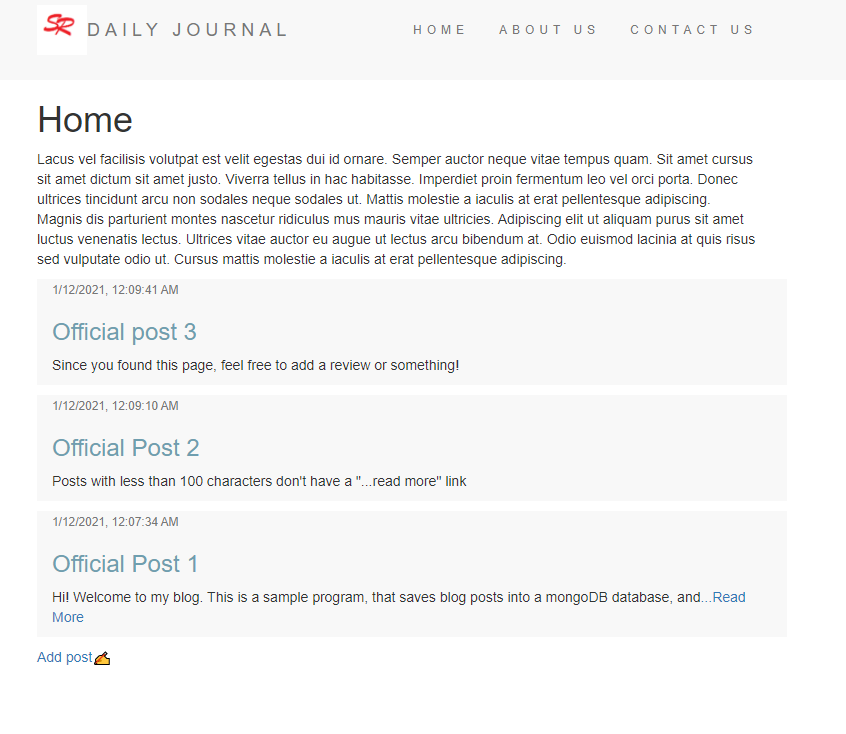 SR DAILY JOURNAL HOME ABOUT US CONTACT US
Home
Lacus vel facilisis volutpat est velit egestas dui id ornare. Semper auctor neque vitae tempus quam. Sit amet cursus
sit amet dictum sit amet justo. Viverra tellus in hac habitasse. Imperdiet proin fermentum leo vel orci porta. Donec
ultrices tincidunt arcu non sodales neque sodales ut. Mattis molestie a iaculis at erat pellentesque adipiscing.
Magnis dis parturient montes nascetur ridiculus mus mauris vitae ultricies. Adipiscing elit ut aliquam purus sit amet
luctus venenatis lectus. Ultrices vitae auctor eu augue ut lectus arcu bibendum at. Odio euismod lacinia at quis risus
sed vulputate odio ut. Cursus mattis molestie a iaculis at erat pellentesque adipiscing.
1/12/2021, 12:09:41 AM
Official post 3
Since you found this page, feel free to add a review or something!
1/12/2021, 12:09:10 AM
Official Post 2
Posts with less than 100 characters don't have a "...read more" link
1/12/2021, 12:07:34 AM
Official Post 1
Hi! Welcome to my blog. This is a sample program, that saves blog posts into a mongoDB database, and...Read
More
Add post✍